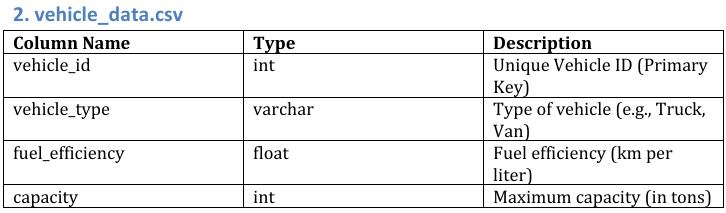 2. vehicle_data.csv
Column Name Type Description
vehicle_id int Unique Vehicle ID (Primary
Key)
vehicle_type varchar Type of vehicle (e.g., Truck,
Van)
fuel_efficiency float Fuel efficiency (km per
liter)
capacity int Maximum capacity (in tons)